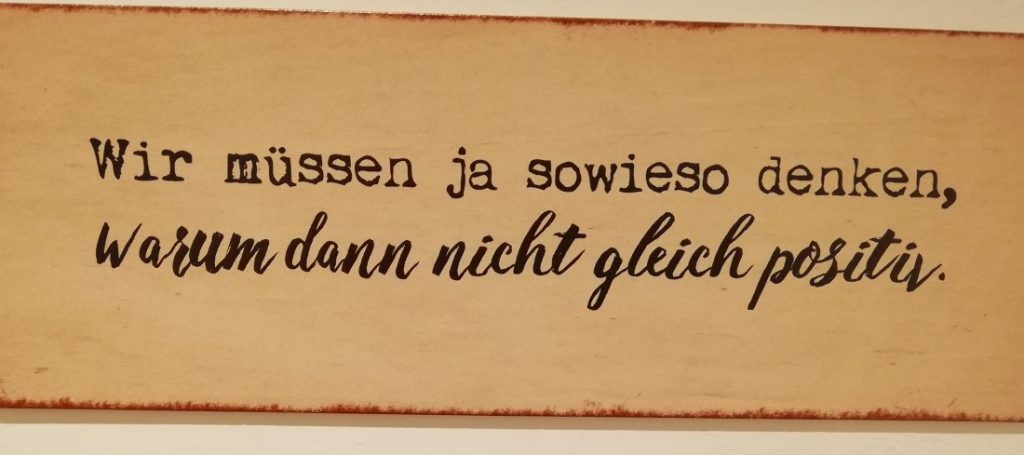 Wir müssen ja sowieso denken,
Warum dann nicht gleich positiv.